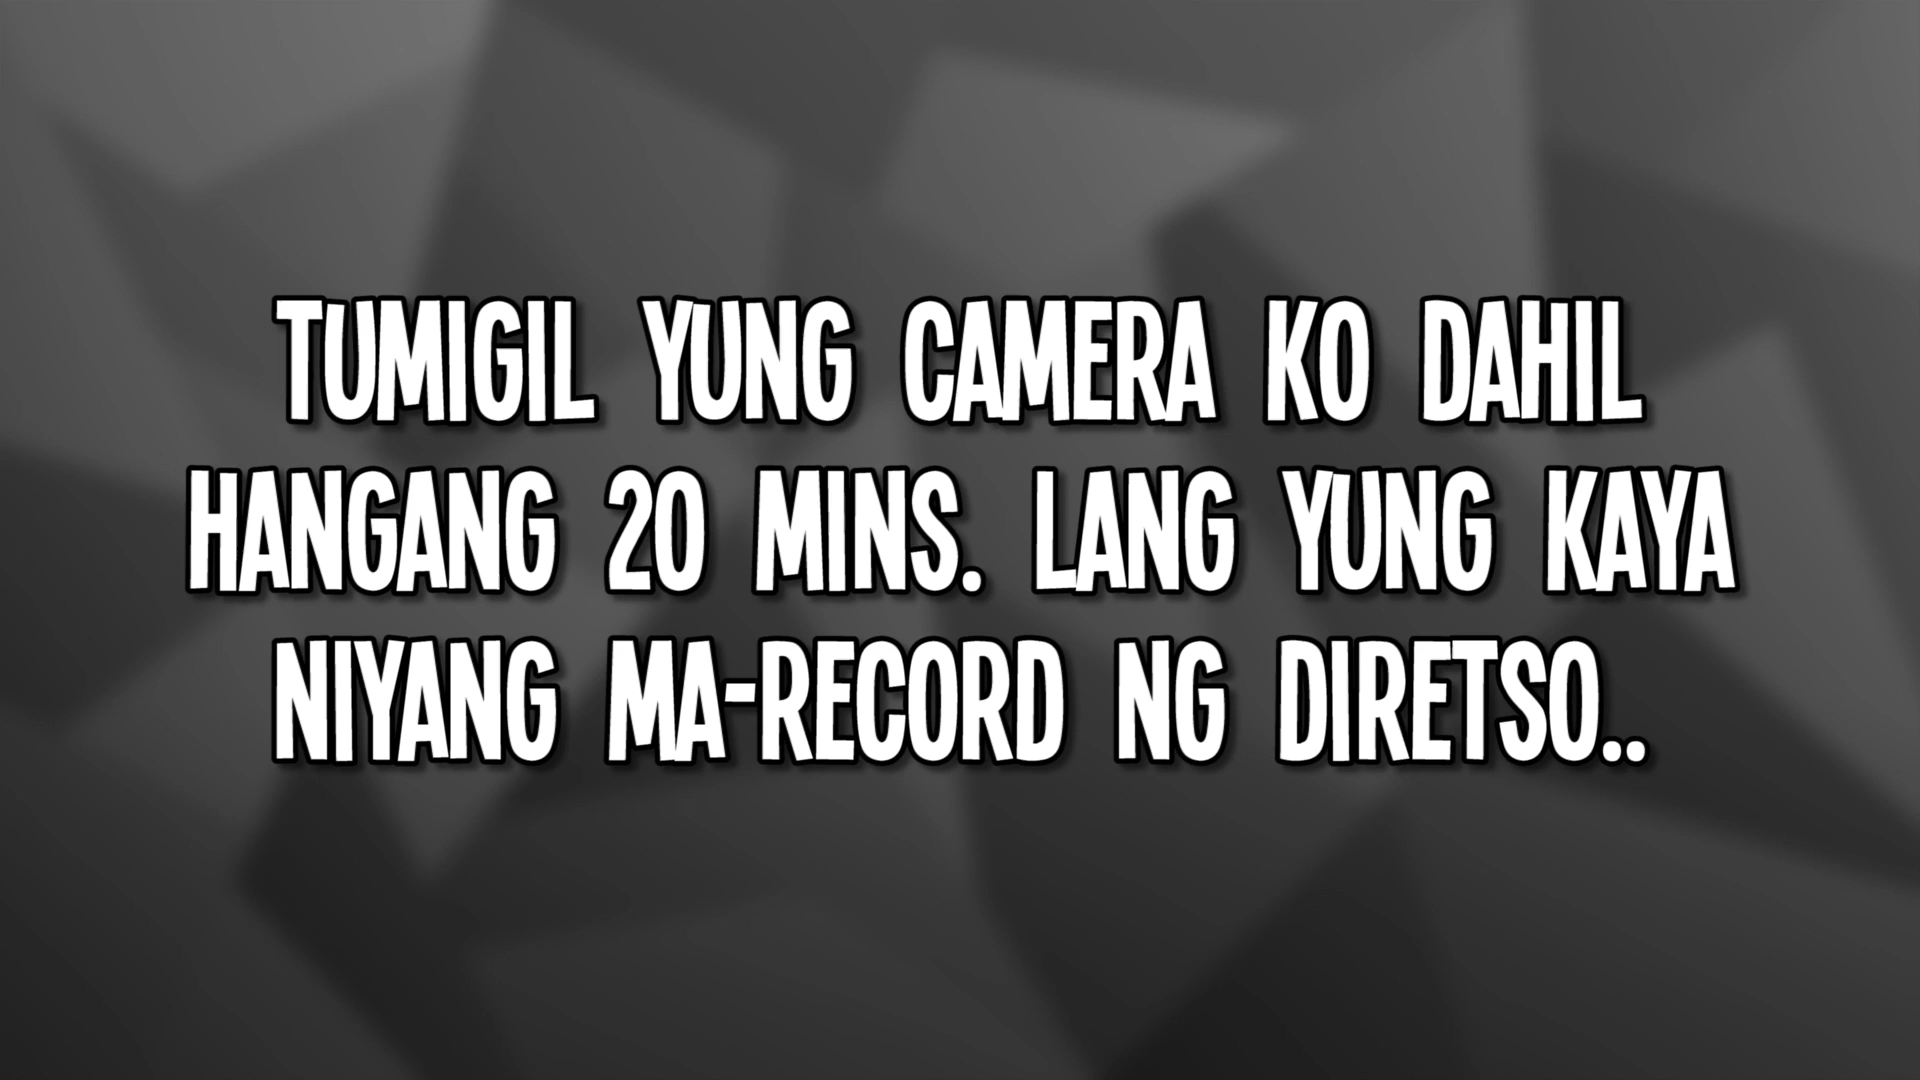 TUMIGIL YUNG CAMERA KO DAHIL
HANGANG 20 MINS. LANG YUNG KAYA
NIYANG MA-RECORD NG DIRETSO..